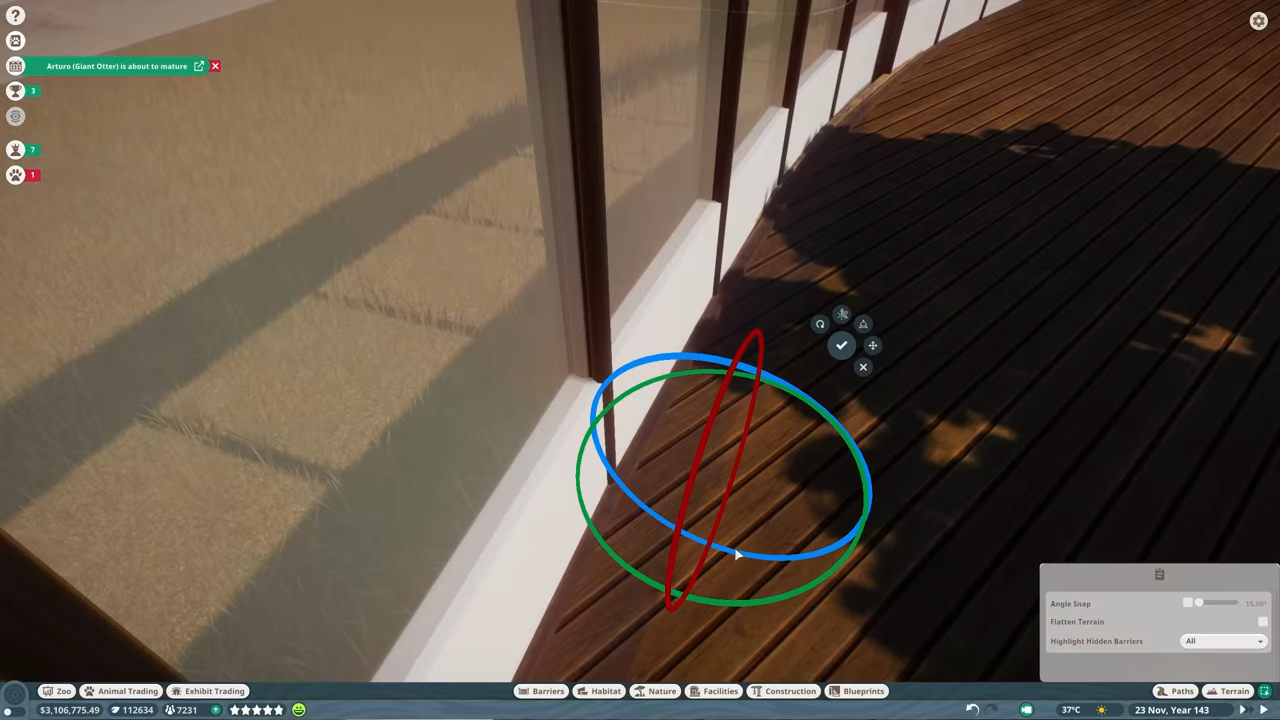 ?
Arturo (Giant Otter) is about to mature
3
7
1
Angle Snap 15.00°
Flatten Terrain
Highlight Hidden Barriers All
Zoo Animal Trading Exhibit Trading Barriers Habitat Nature Facilities Construction Blueprints Paths Terrain
$3,106,775.49 112634 7231 37°C 23 Nov, Year 143